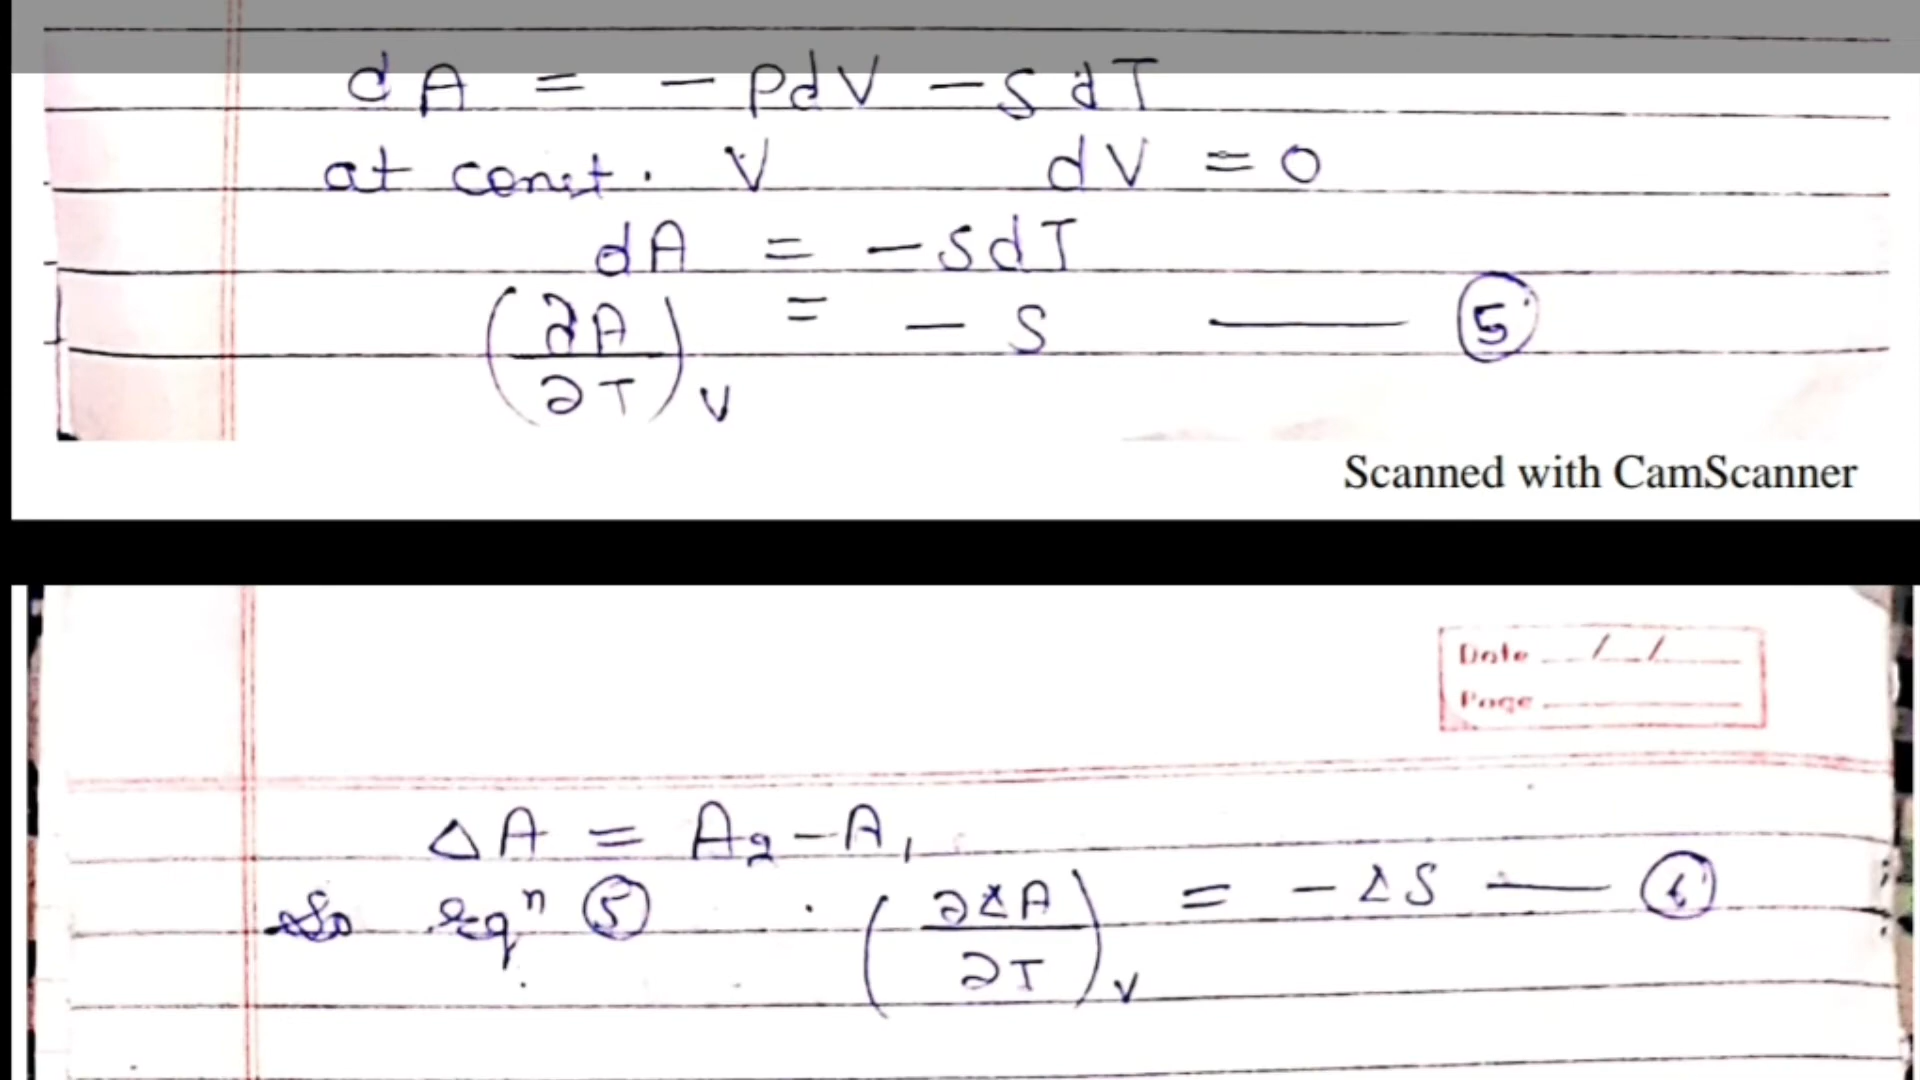 dA = - PdV - SdT
at const. V dV = 0
dA = - SdT
(∂A/∂T)V = - S — ⑤
Scanned with CamScanner
Date / /
Page
ΔA = A2 - A1
So eqn ⑤ . (∂ΔA/∂T)V = - ΔS — ⑥